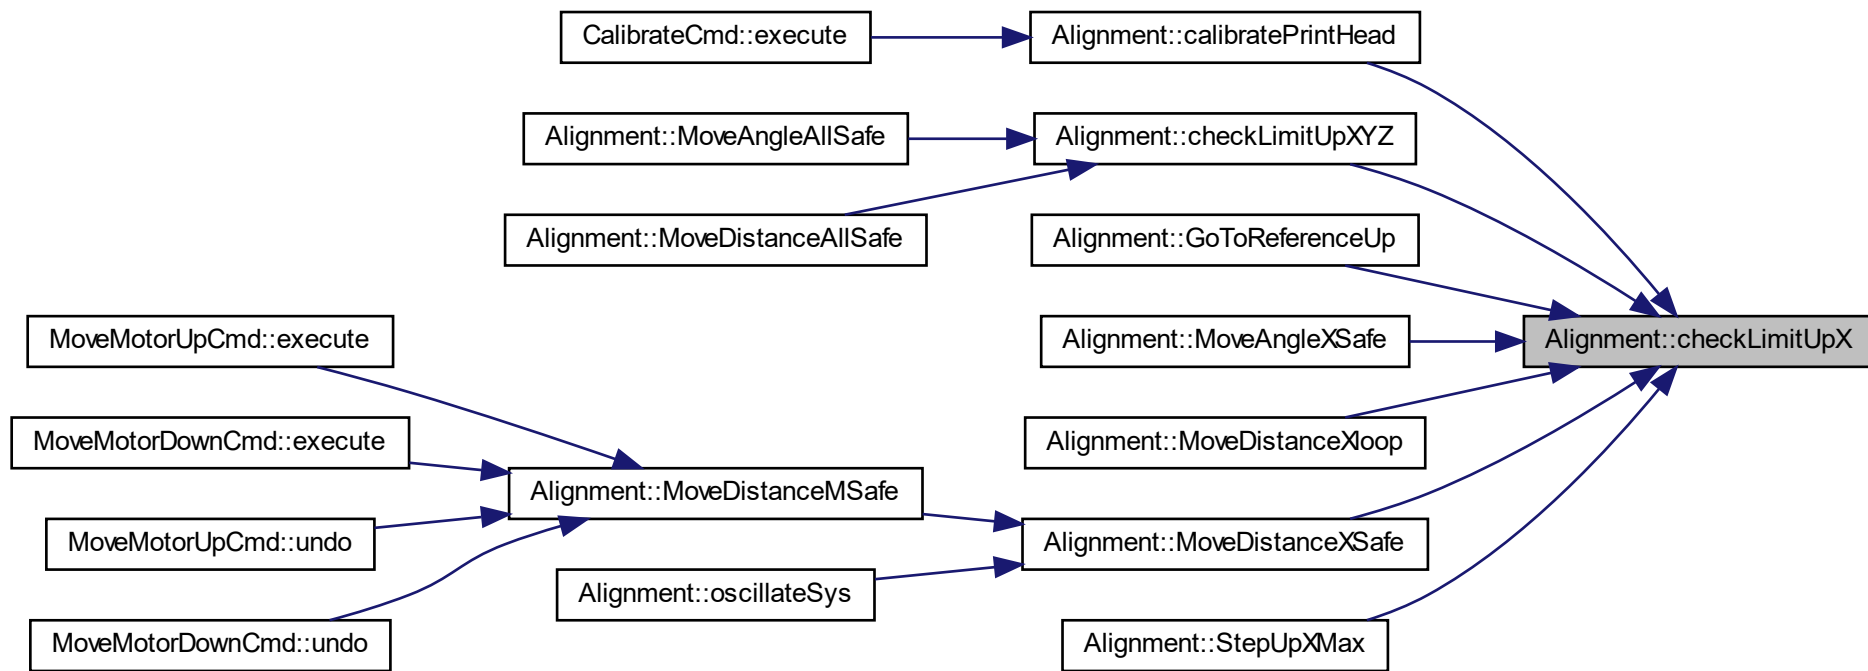 CalibrateCmd::execute
Alignment::calibratePrintHead
Alignment::MoveAngleAllSafe
Alignment::checkLimitUpXYZ
Alignment::MoveDistanceAllSafe
Alignment::GoToReferenceUp
MoveMotorUpCmd::execute
Alignment::MoveAngleXSafe
Alignment::checkLimitUpX
MoveMotorDownCmd::execute
Alignment::MoveDistanceXloop
Alignment::MoveDistanceMSafe
MoveMotorUpCmd::undo
Alignment::MoveDistanceXSafe
Alignment::oscillateSys
MoveMotorDownCmd::undo
Alignment::StepUpXMax